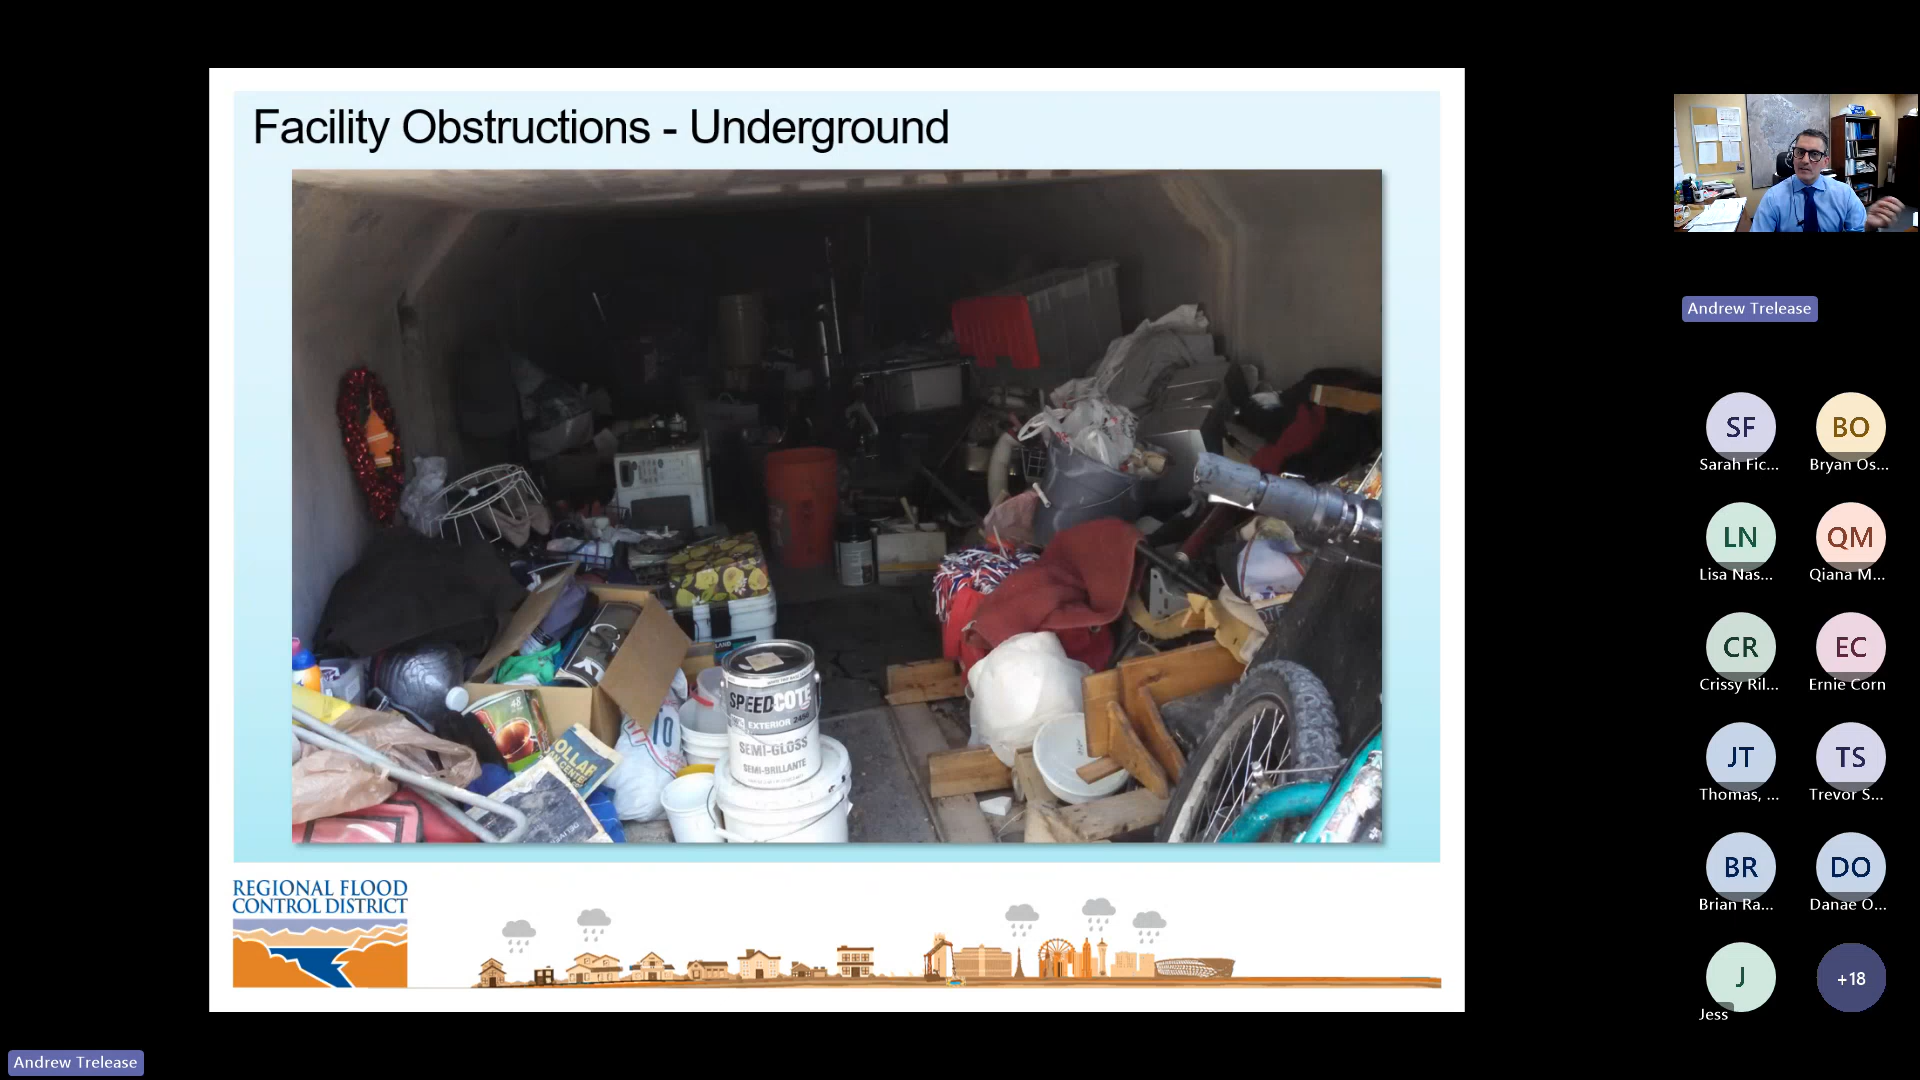 Facility Obstructions - Underground
SPEEDCOTE
EXTERIOR
SEMI-GLOSS
SEMI-BRILLANTE
48
10
REGIONAL FLOOD
CONTROL DISTRICT
Andrew Trelease
SF
Sarah Fic...
BO
Bryan Os...
LN
Lisa Nas...
QM
Qiana M...
CR
Crissy Ril...
EC
Ernie Corn
JT
Thomas, ...
TS
Trevor S...
BR
Brian Ra...
DO
Danae O...
J
Jess
+18
Andrew Trelease